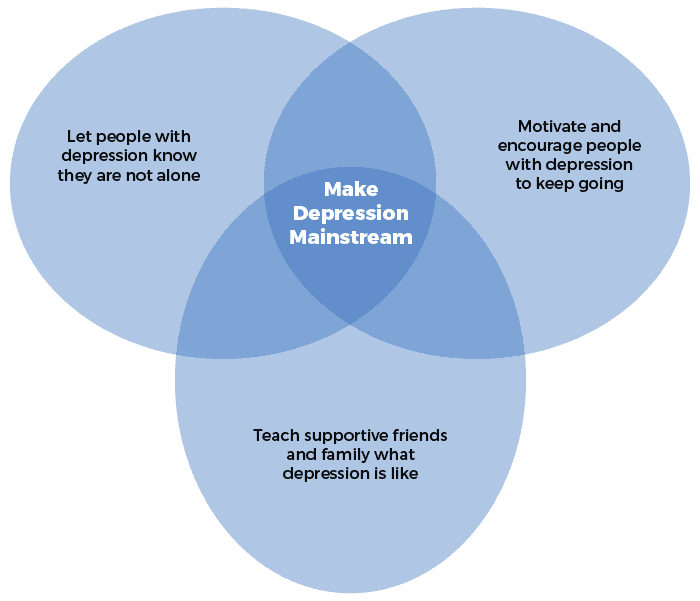 Let people with
depression know
they are not alone
Motivate and
encourage people
with depression
to keep going
Make
Depression
Mainstream
Teach supportive friends
and family what
depression is like